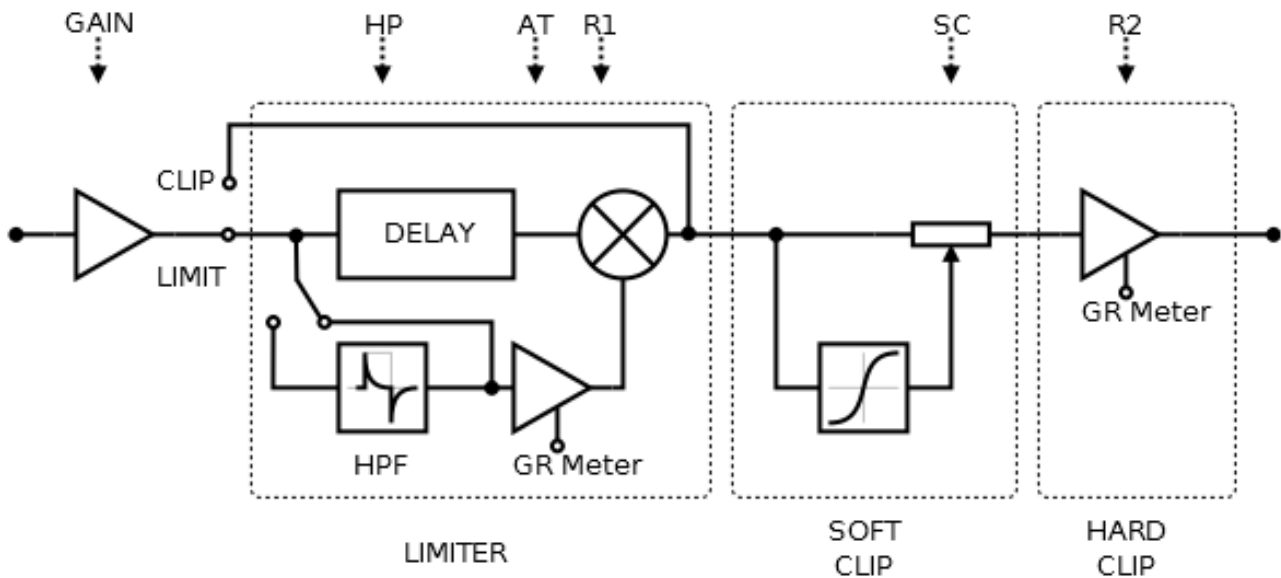 GAIN
HP
AT
R1
SC
R2
CLIP
LIMIT
DELAY
HPF
GR Meter
GR Meter
LIMITER
SOFT
CLIP
HARD
CLIP